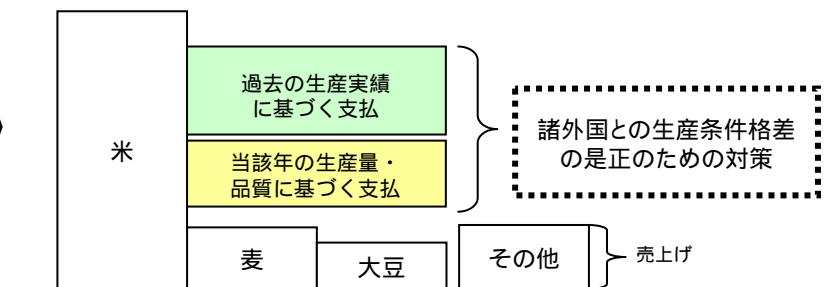 過去の生産実績
に基づく支払
諸外国との生産条件格差
の是正のための対策
米
当該年の生産量・
品質に基づく支払
麦
大豆
その他
売上げ